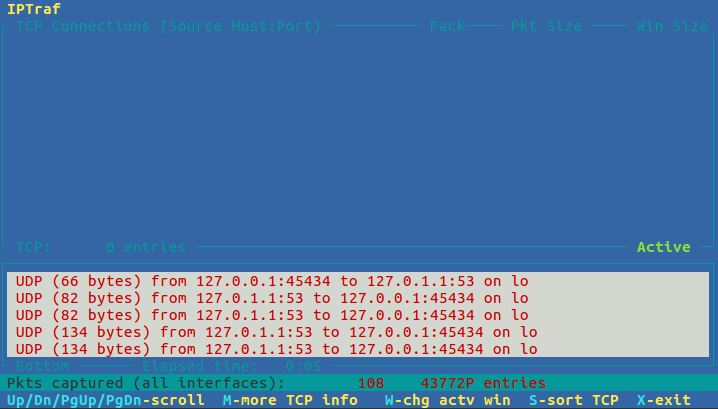 IPTraf
TCP Connections (Source Host:Port) Pack Pkt Size Win Size
TCP: 0 entries Active
UDP (66 bytes) from 127.0.0.1:45434 to 127.0.1.1:53 on lo
UDP (82 bytes) from 127.0.1.1:53 to 127.0.0.1:45434 on lo
UDP (82 bytes) from 127.0.1.1:53 to 127.0.0.1:45434 on lo
UDP (134 bytes) from 127.0.1.1:53 to 127.0.0.1:45434 on lo
UDP (134 bytes) from 127.0.1.1:53 to 127.0.0.1:45434 on lo
Bottom Elapsed time: 0:05
Pkts captured (all interfaces): 108 43772P entries
Up/Dn/PgUp/PgDn-scroll M-more TCP info W-chg actv win S-sort TCP X-exit